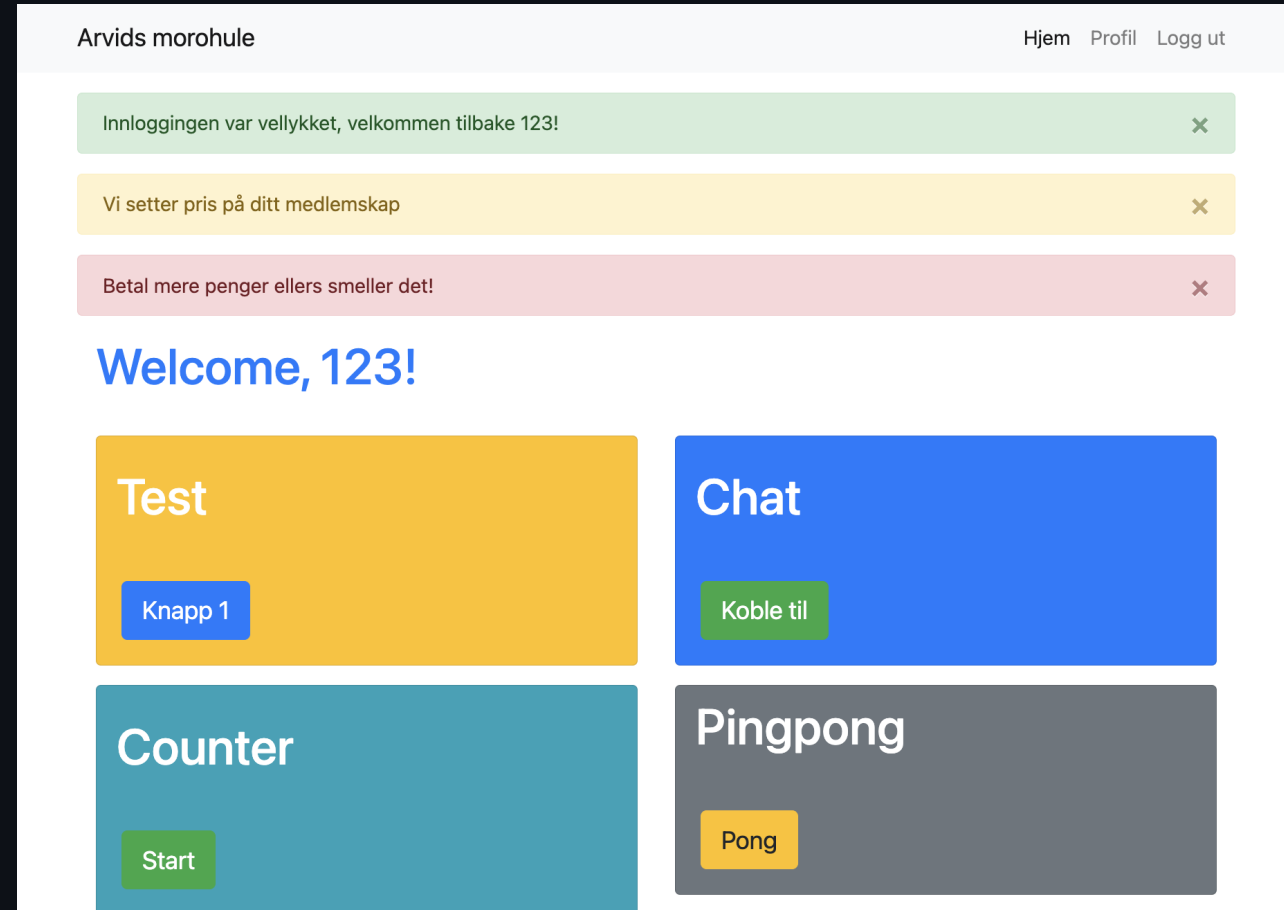 Arvids morohule
Hjem Profil Logg ut
Innloggingen var vellykket, velkommen tilbake 123!
Vi setter pris på ditt medlemskap
Betal mere penger ellers smeller det!
Welcome, 123!
Test
Chat
Knapp 1
Koble til
Counter
Pingpong
Start
Pong